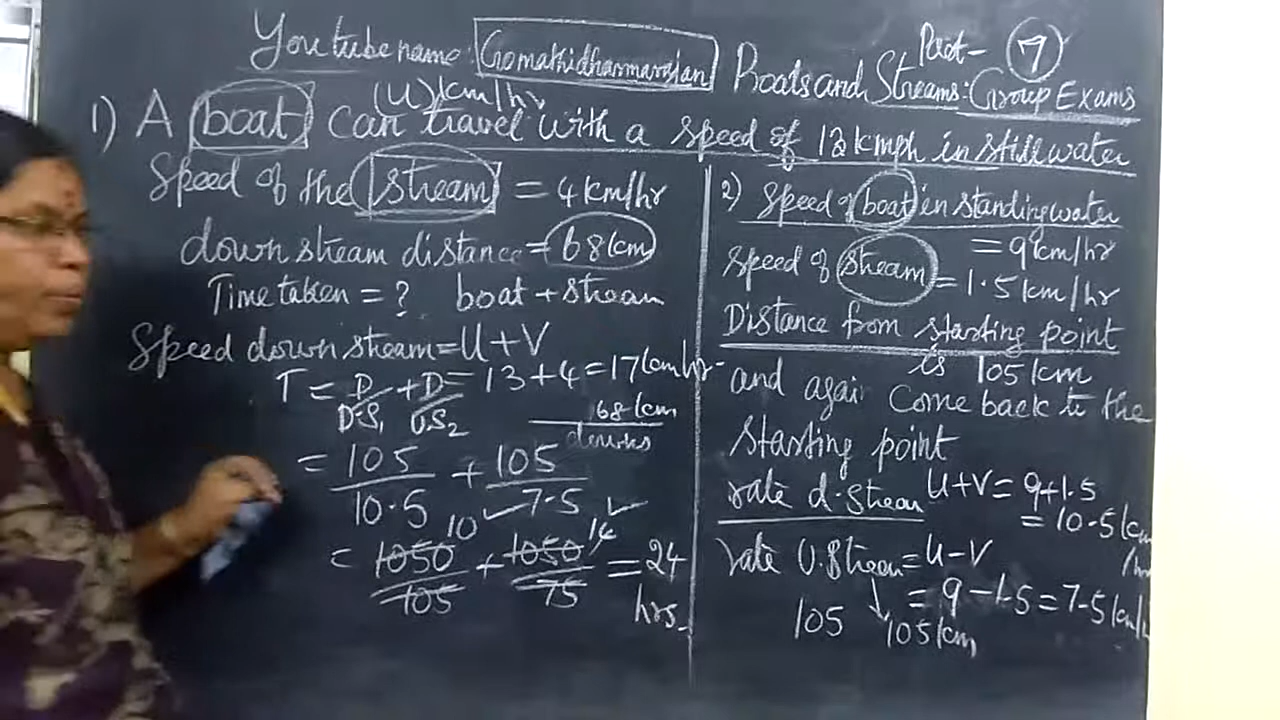 Youtube name: Gomathidharmarajan
Boats and Streams: Group Exams
Part- 7
(U) km/hr
1) A boat can travel with a speed of 13 kmph in still water
Speed of the stream = 4 km/hr
down stream distance = 68 km
Time taken = ? boat + stream
Speed down stream = U+V
= 13+4 = 17 km/hr
68 km
T = D/D.S1 + D/U.S2
= 105/10.5 + 105/7.5
= 1050/105 10 + 1050/75 14 = 24
hrs.
2) Speed of boat in standing water
= 9 km/hr
Speed of stream = 1.5 km/hr
Distance from starting point
is 105 km
and again come back to the
starting point
rate d.stream U+V = 9+1.5
= 10.5 km
/hr
rate U.Stream = U-V
= 9-1.5 = 7.5 km/h
105 105 km